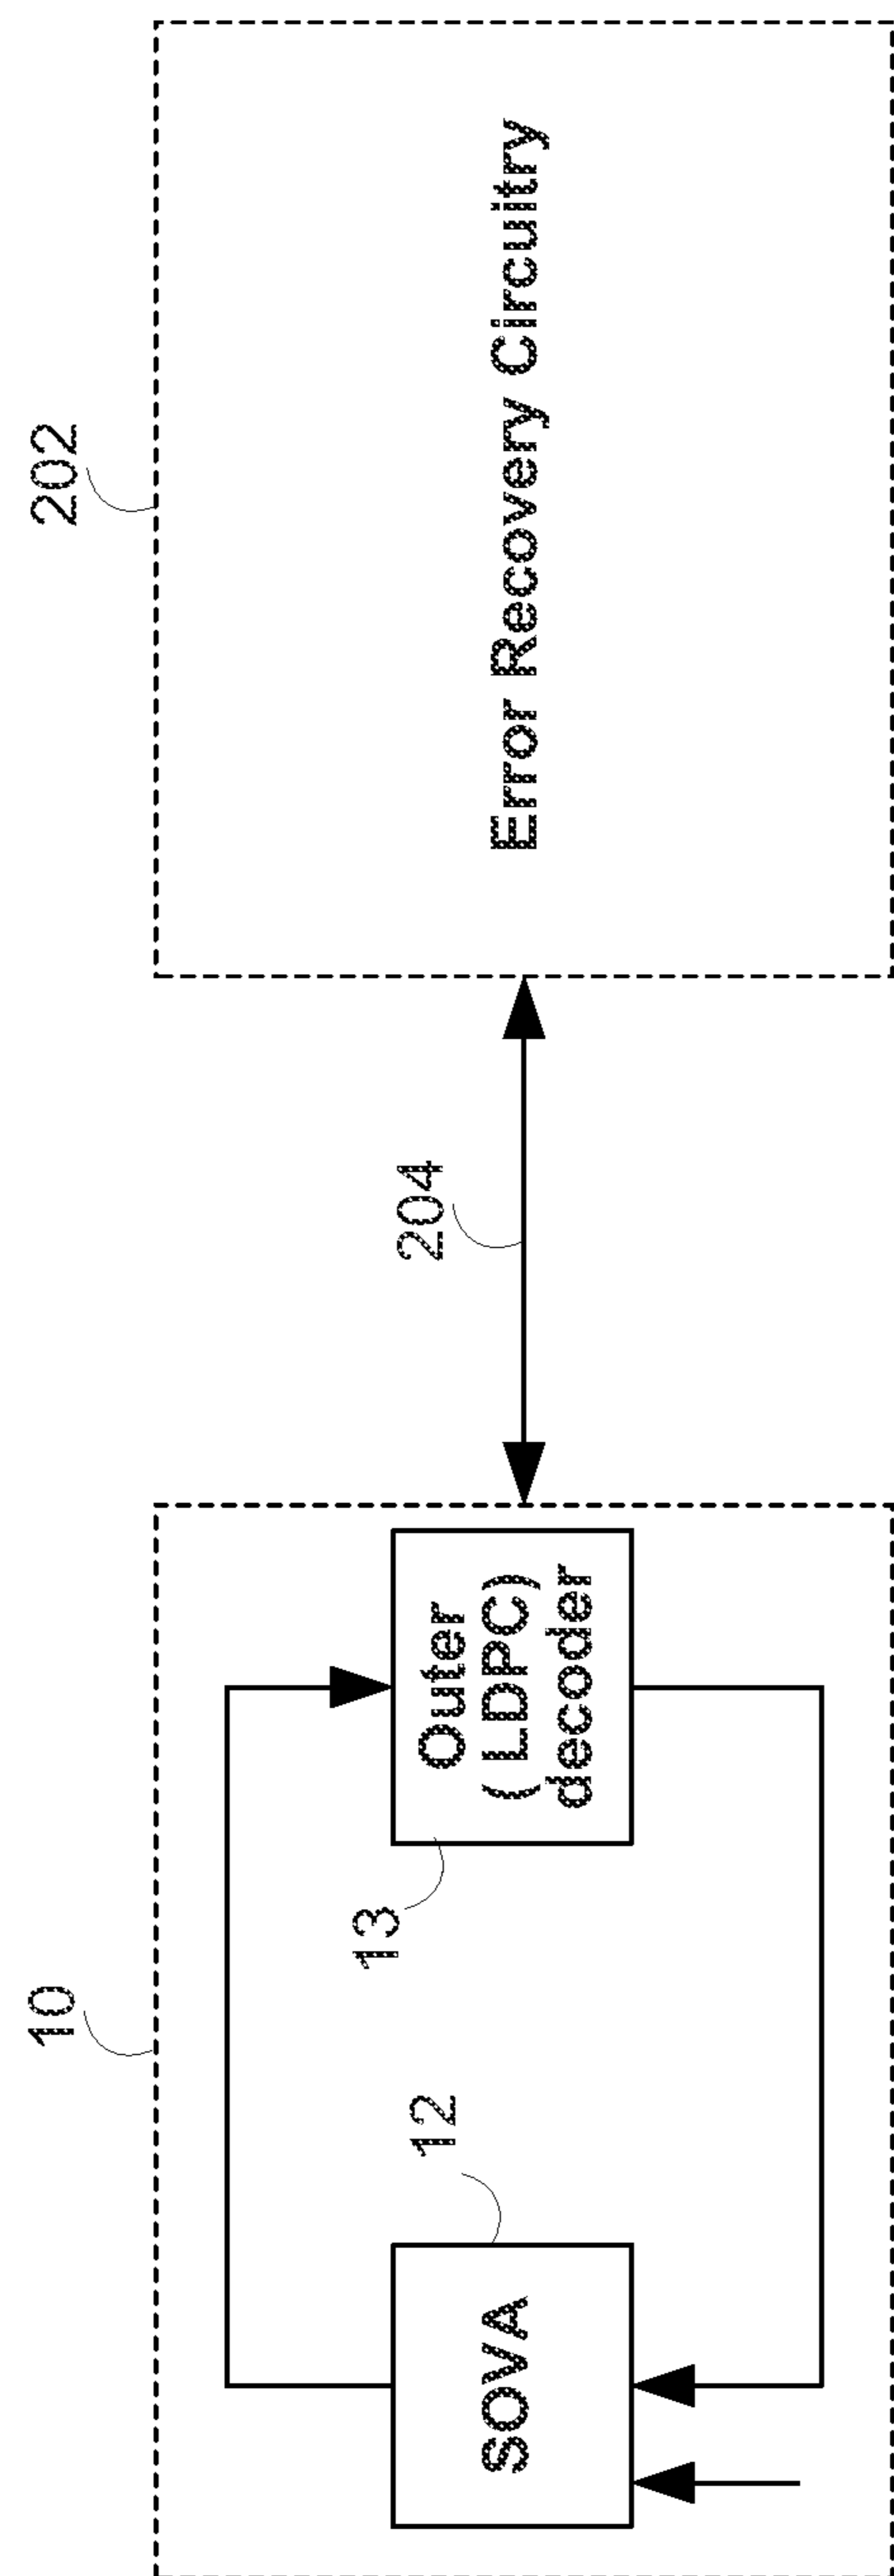 10
202
12
SOVA
13
Outer
(LDPC)
decoder
204
Error Recovery Circuitry